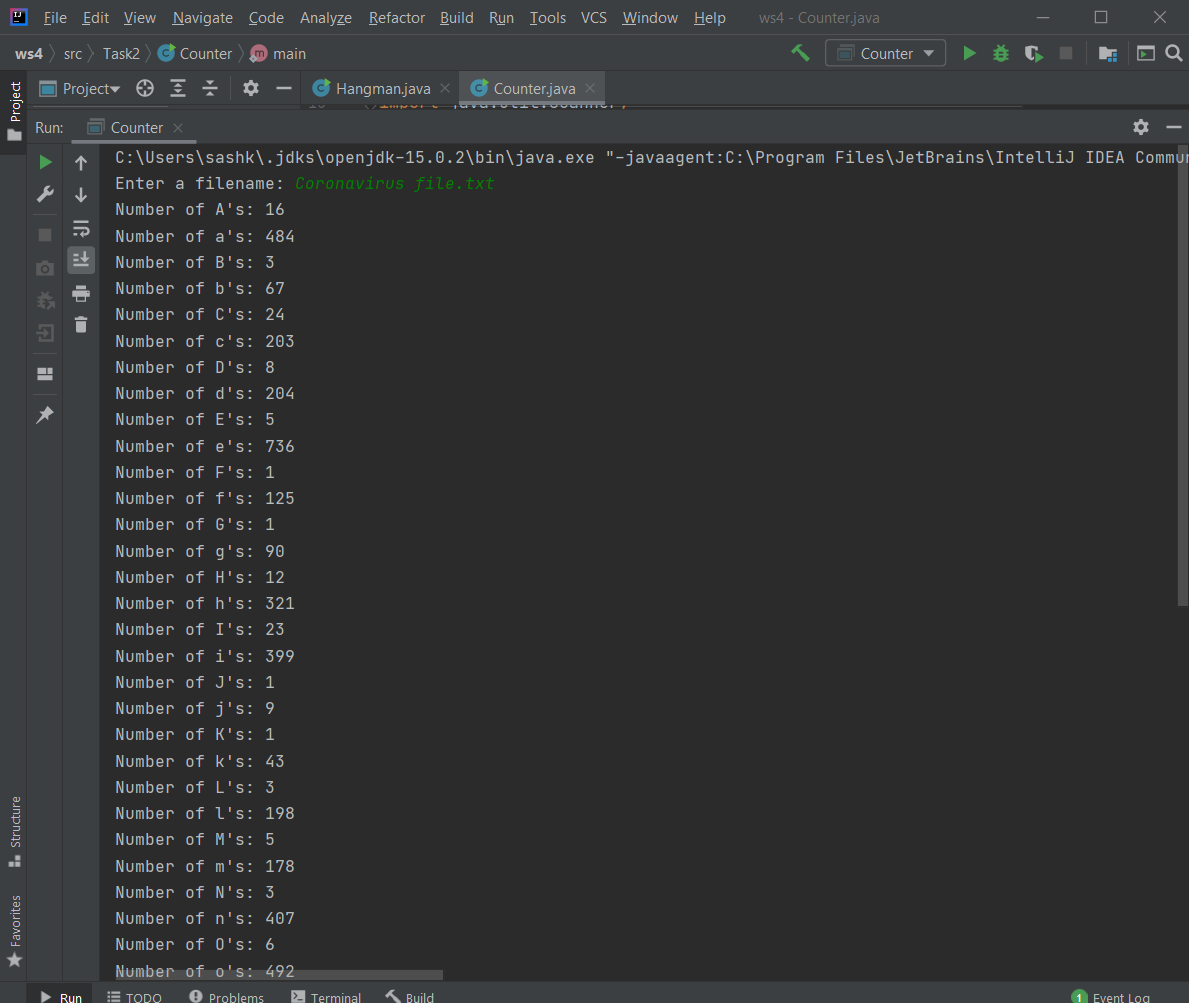 File Edit View Navigate Code Analyze Refactor Build Run Tools VCS Window Help ws4 - Counter.java
ws4 src Task2 Counter main Counter
Project Project Hangman.java Counter.java
import java.util.Scanner;
Run: Counter
C:\Users\sashk\.jdks\openjdk-15.0.2\bin\java.exe "-javaagent:C:\Program Files\JetBrains\IntelliJ IDEA Commun
Enter a filename: Coronavirus file.txt
Number of A's: 16
Number of a's: 484
Number of B's: 3
Number of b's: 67
Number of C's: 24
Number of c's: 203
Number of D's: 8
Number of d's: 204
Number of E's: 5
Number of e's: 736
Number of F's: 1
Number of f's: 125
Number of G's: 1
Number of g's: 90
Number of H's: 12
Number of h's: 321
Number of I's: 23
Number of i's: 399
Number of J's: 1
Number of j's: 9
Number of K's: 1
Number of k's: 43
Number of L's: 3
Number of l's: 198
Number of M's: 5
Number of m's: 178
Number of N's: 3
Number of n's: 407
Number of O's: 6
Number of o's: 492
Structure
Favorites
Run TODO Problems Terminal Build 1 Event Log